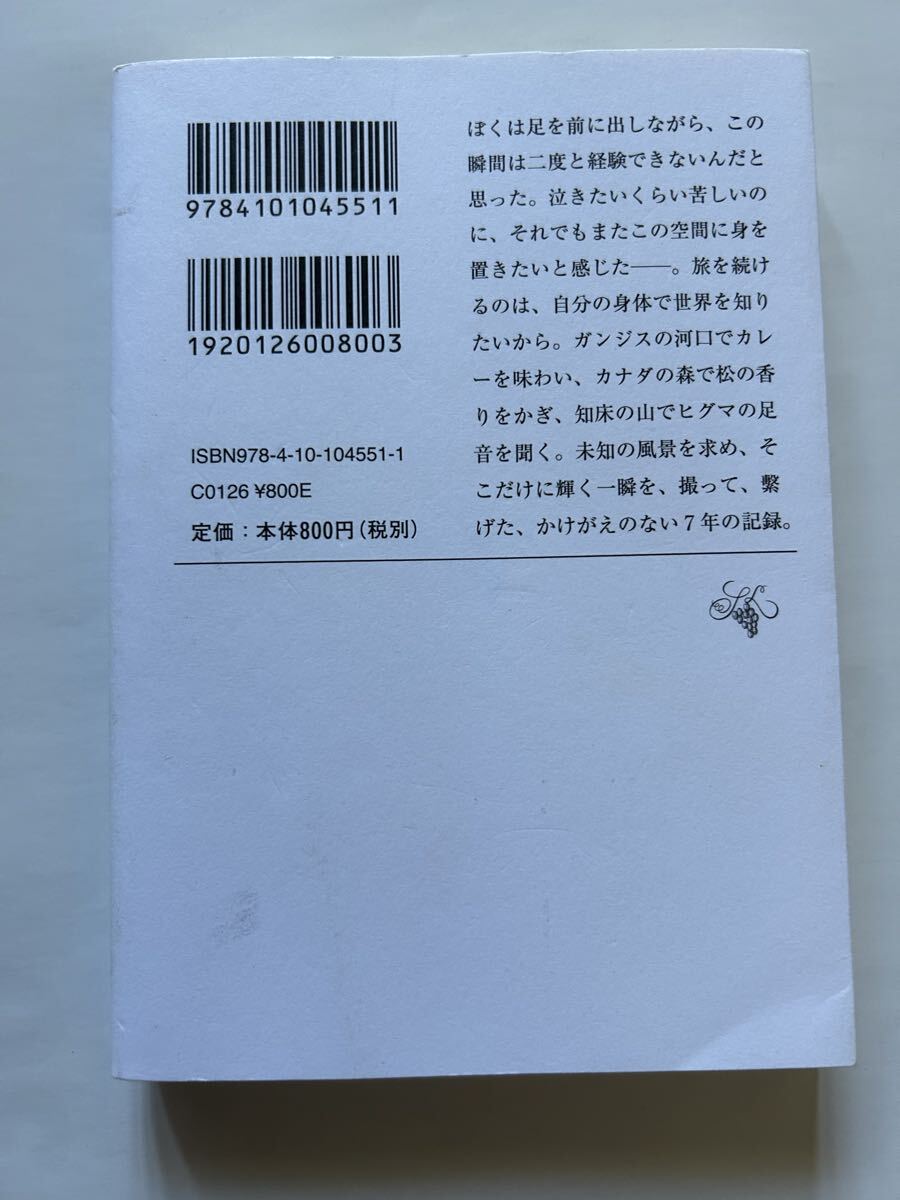 9784101045511
1920126008003
ISBN978-4-10-104551-1
C0126 ¥800E
定価：本体800円（税別）
ぼくは足を前に出しながら、この
瞬間は二度と経験できないんだと
思った。泣きたいくらい苦しいの
に、それでもまたこの空間に身を
置きたいと感じた――。旅を続け
るのは、自分の身体で世界を知り
たいから。ガンジスの河口でカレ
ーを味わい、カナダの森で松の香
りをかぎ、知床の山でヒグマの足
音を聞く。未知の風景を求め、そ
こだけに輝く一瞬を、撮って、繋
げた、かけがえのない７年の記録。